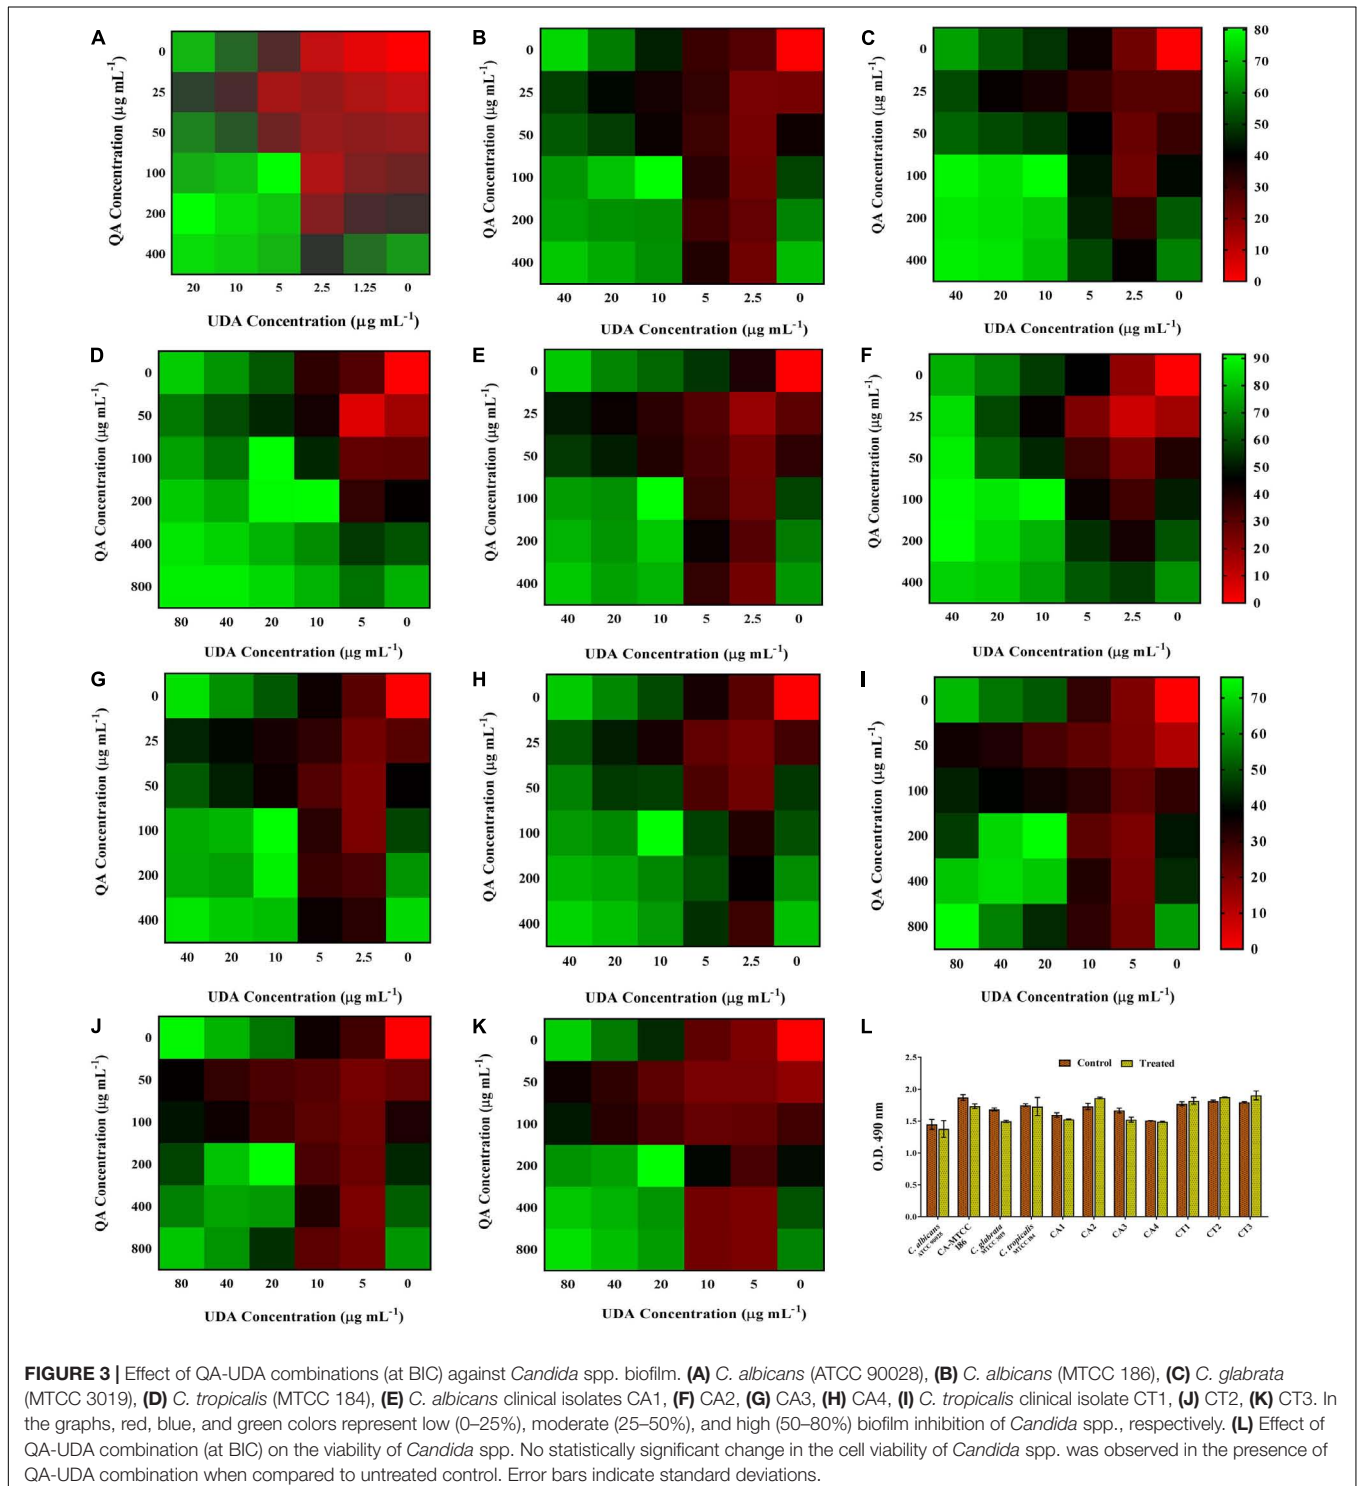 A
QA Concentration (µg mL-1)
0
25
50
100
200
400
20 10 5 2.5 1.25 0
UDA Concentration (µg mL-1)
B
QA Concentration (µg mL-1)
0
25
50
100
200
400
40 20 10 5 2.5 0
UDA Concentration (µg mL-1)
C
QA Concentration (µg mL-1)
0
25
50
100
200
400
40 20 10 5 2.5 0
UDA Concentration (µg mL-1)
80
70
60
50
40
30
20
10
0
D
QA Concentration (µg mL-1)
0
50
100
200
400
800
80 40 20 10 5 0
UDA Concentration (µg mL-1)
E
QA Concentration (µg mL-1)
0
25
50
100
200
400
40 20 10 5 2.5 0
UDA Concentration (µg mL-1)
F
QA Concentration (µg mL-1)
0
25
50
100
200
400
40 20 10 5 2.5 0
UDA Concentration (µg mL-1)
90
80
70
60
50
40
30
20
10
0
G
QA Concentration (µg mL-1)
0
25
50
100
200
400
40 20 10 5 2.5 0
UDA Concentration (µg mL-1)
H
QA Concentration (µg mL-1)
0
25
50
100
200
400
40 20 10 5 2.5 0
UDA Concentration (µg mL-1)
I
QA Concentration (µg mL-1)
0
50
100
200
400
800
80 40 20 10 5 0
UDA Concentration (µg mL-1)
70
60
50
40
30
20
10
0
J
QA Concentration (µg mL-1)
0
50
100
200
400
800
80 40 20 10 5 0
UDA Concentration (µg mL-1)
K
QA Concentration (µg mL-1)
0
50
100
200
400
800
80 40 20 10 5 0
UDA Concentration (µg mL-1)
L
Control Treated
O.D. 490 nm
2.5
2.0
1.5
1.0
0.5
0.0
C. albicans
ATCC 90028
CA-MTCC
186
C. glabrata
MTCC 3019
C. tropicalis
MTCC 184
CA1
CA2
CA3
CA4
CT1
CT2
CT3
FIGURE 3 | Effect of QA-UDA combinations (at BIC) against Candida spp. biofilm. (A) C. albicans (ATCC 90028), (B) C. albicans (MTCC 186), (C) C. glabrata
(MTCC 3019), (D) C. tropicalis (MTCC 184), (E) C. albicans clinical isolates CA1, (F) CA2, (G) CA3, (H) CA4, (I) C. tropicalis clinical isolate CT1, (J) CT2, (K) CT3. In
the graphs, red, blue, and green colors represent low (0–25%), moderate (25–50%), and high (50–80%) biofilm inhibition of Candida spp., respectively. (L) Effect of
QA-UDA combination (at BIC) on the viability of Candida spp. No statistically significant change in the cell viability of Candida spp. was observed in the presence of
QA-UDA combination when compared to untreated control. Error bars indicate standard deviations.